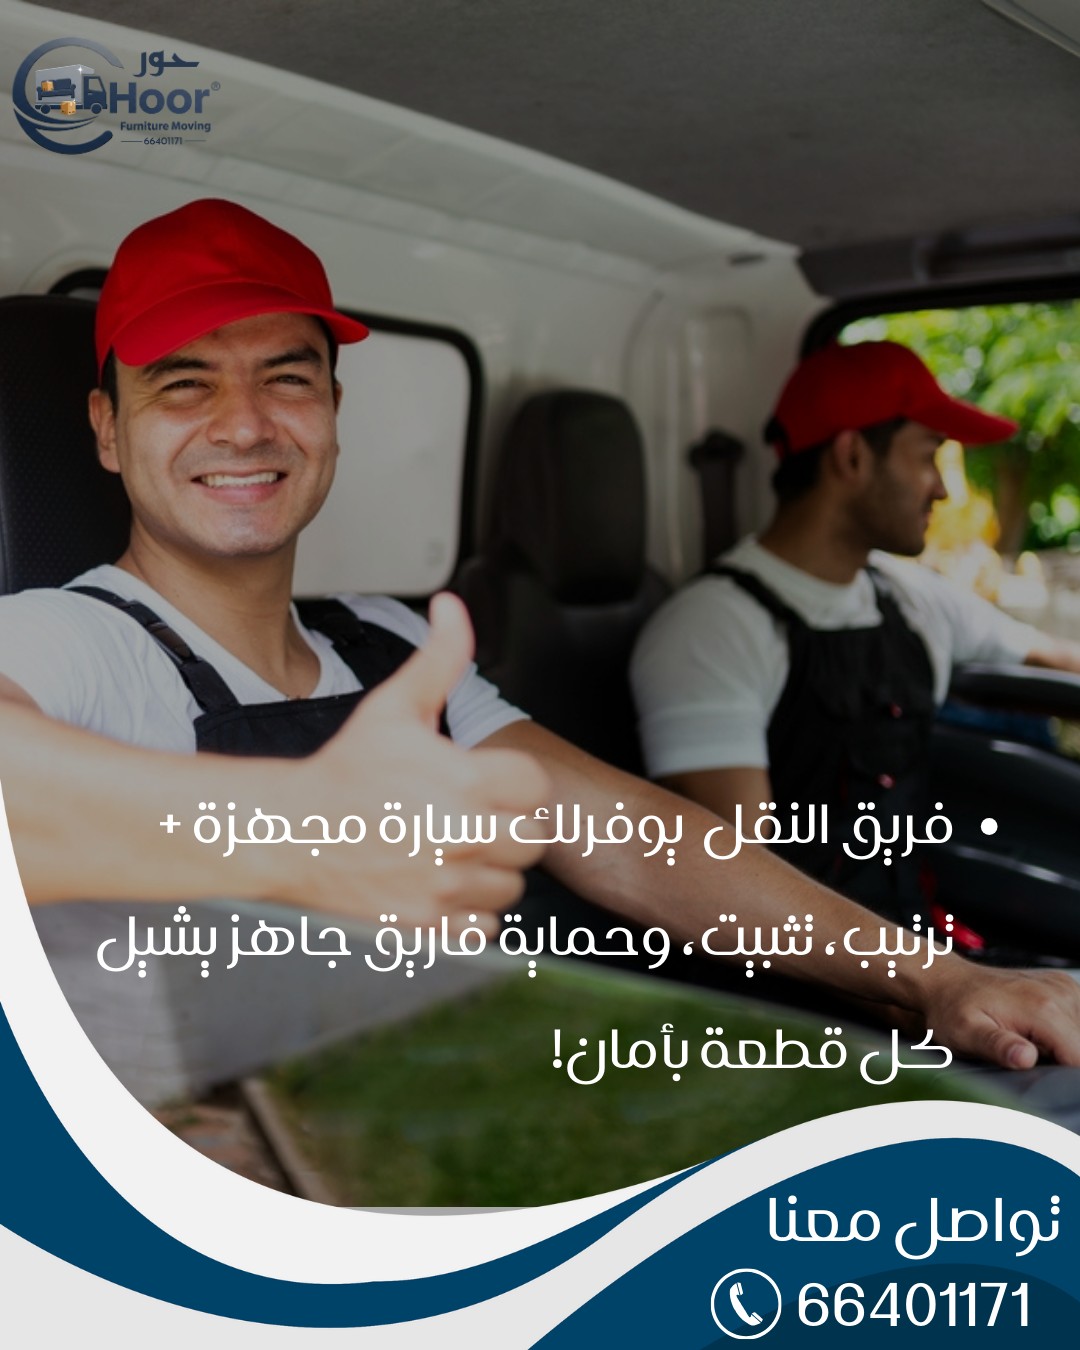 حور
Hoor®
Furniture Moving
66401171
• فريق النقل يوفرلك سيارة مجهزة +
ترتيب، تثبيت، وحماية فاريق جاهز يشيل
كل قطعة بأمان!
تواصل معنا
66401171